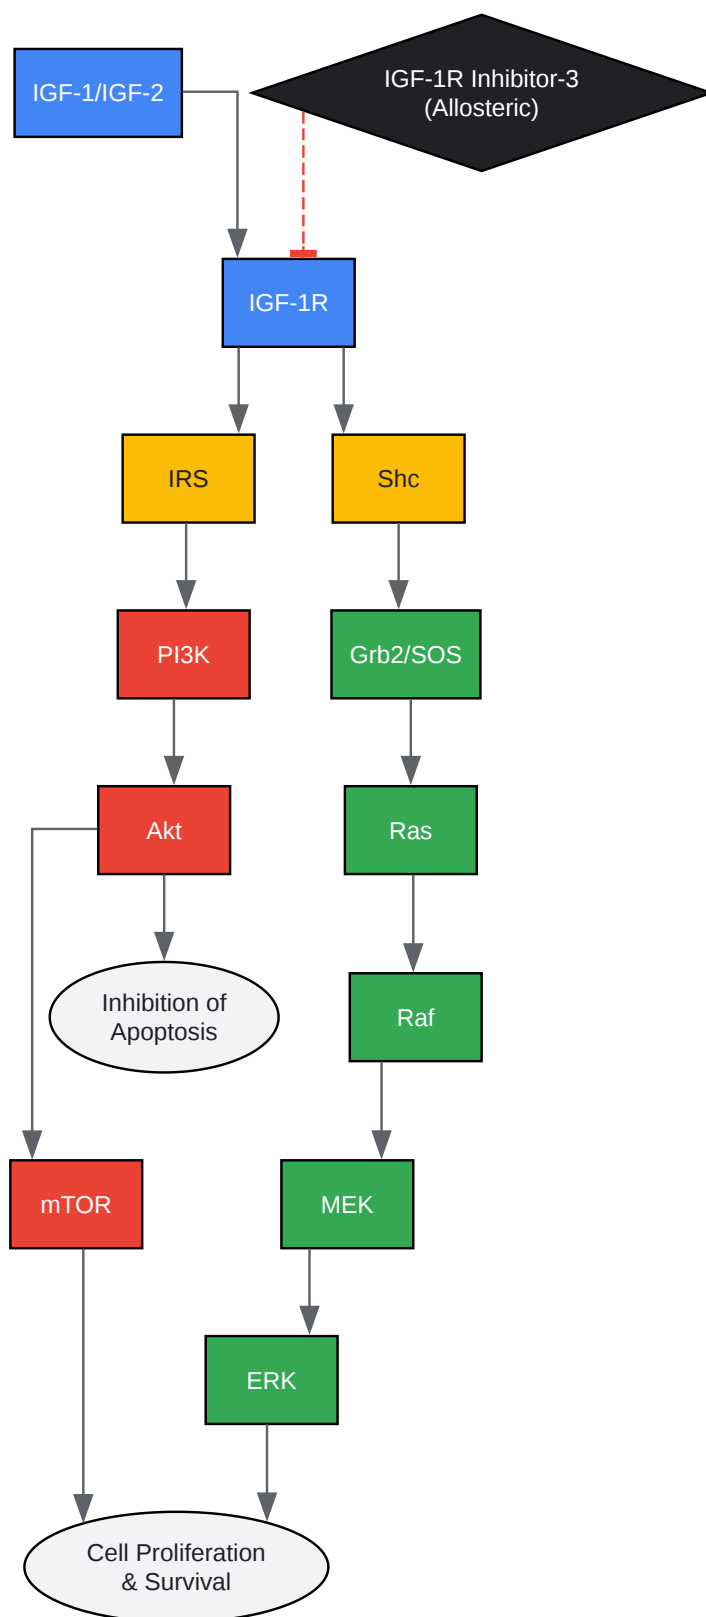 IGF-1/IGF-2
IGF-1R Inhibitor-3
(Allosteric)
IGF-1R
IRS
Shc
PI3K
Grb2/SOS
Akt
Ras
Inhibition of
Apoptosis
Raf
mTOR
MEK
ERK
Cell Proliferation
& Survival